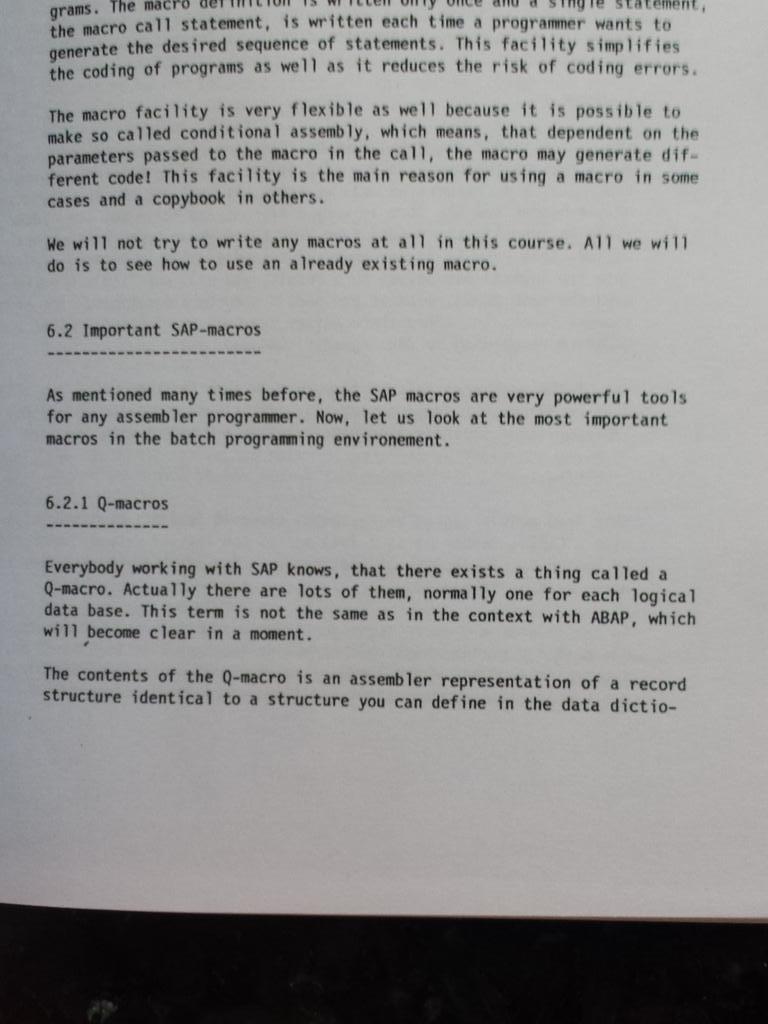 grams. The macro definition is written only once and a single statement,
the macro call statement, is written each time a programmer wants to
generate the desired sequence of statements. This facility simplifies
the coding of programs as well as it reduces the risk of coding errors.
The macro facility is very flexible as well because it is possible to
make so called conditional assembly, which means, that dependent on the
parameters passed to the macro in the call, the macro may generate dif-
ferent code! This facility is the main reason for using a macro in some
cases and a copybook in others.
We will not try to write any macros at all in this course. All we will
do is to see how to use an already existing macro.
6.2 Important SAP-macros
------------------------
As mentioned many times before, the SAP macros are very powerful tools
for any assembler programmer. Now, let us look at the most important
macros in the batch programming environement.
6.2.1 Q-macros
--------------
Everybody working with SAP knows, that there exists a thing called a
Q-macro. Actually there are lots of them, normally one for each logical
data base. This term is not the same as in the context with ABAP, which
will become clear in a moment.
The contents of the Q-macro is an assembler representation of a record
structure identical to a structure you can define in the data dictio-